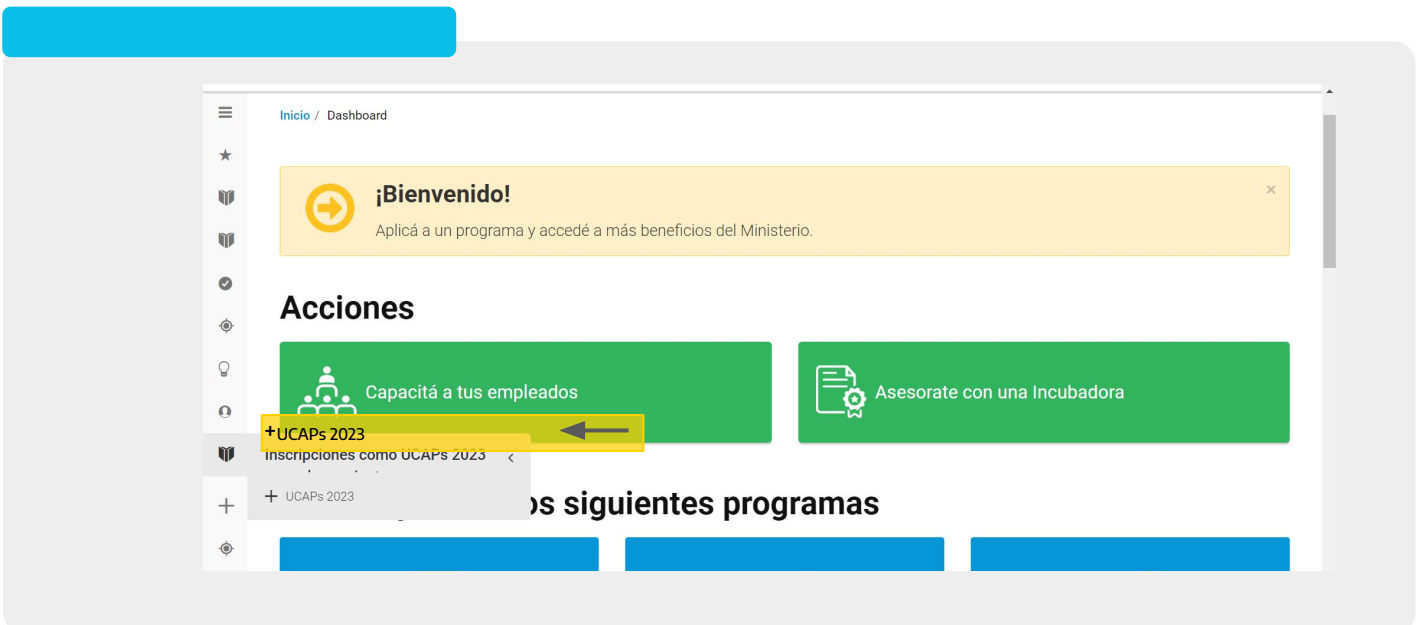 Inicio / Dashboard
¡Bienvenido!
×
Aplicá a un programa y accedé a más beneficios del Ministerio.
Acciones
Capacitá a tus empleados
Asesorate con una Incubadora
+UCAPs 2023
Inscripciones como UCAPs 2023 <
+ UCAPs 2023
siguientes programas